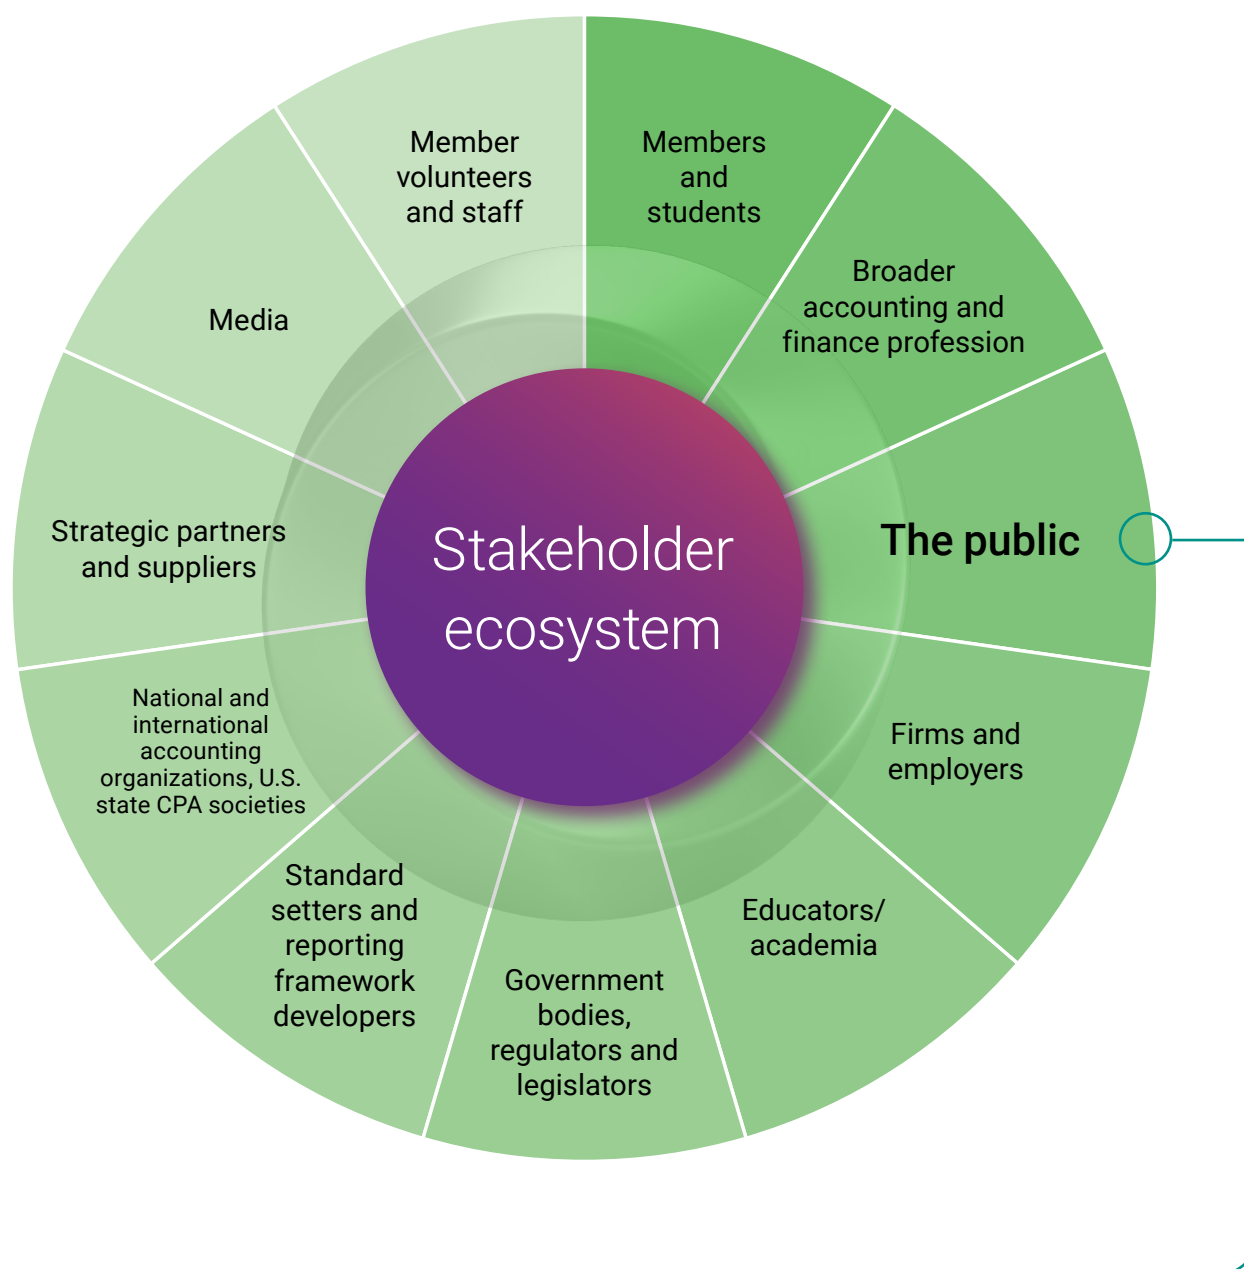 Member
volunteers
and staff
Members
and
students
Broader
accounting and
finance profession
Media
The public
Strategic partners
and suppliers
Stakeholder
ecosystem
Firms and
employers
National and
international
accounting
organizations, U.S.
state CPA societies
Educators/
academia
Standard
setters and
reporting
framework
developers
Government
bodies,
regulators and
legislators